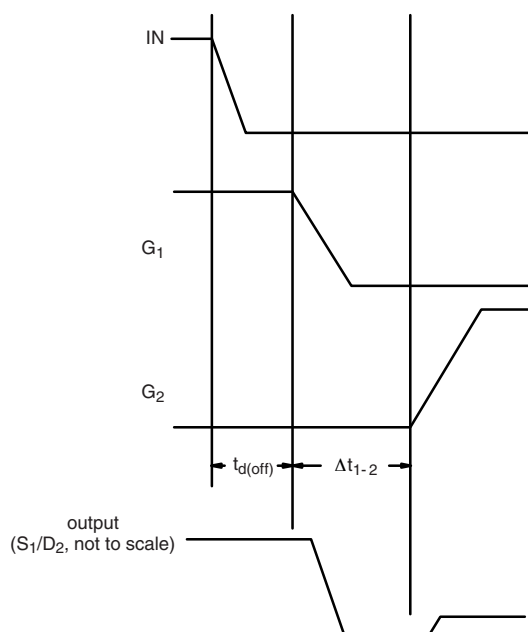 IN
G1
G2
td(off)
Δt1-2
output
(S1/D2, not to scale)